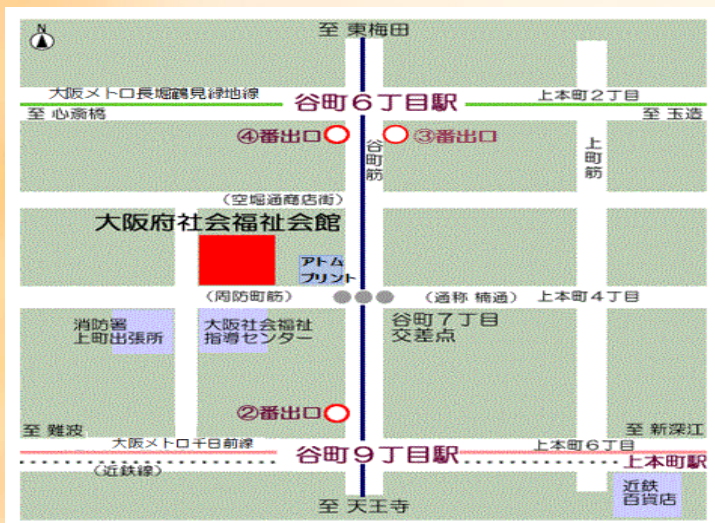 N
至 東梅田
大阪メトロ長堀鶴見緑地線
谷町6丁目駅
上本町2丁目
至 心斎橋
至 玉造
④番出口
③番出口
谷町筋
上町筋
(空堀通商店街)
大阪府社会福祉会館
アトム
プリント
(周防町筋)
(通称 楠通)
上本町4丁目
消防署
上町出張所
大阪社会福祉
指導センター
谷町7丁目
交差点
②番出口
至 難波
至 新深江
大阪メトロ千日前線
谷町9丁目駅
上本町6丁目
(近鉄線)
上本町駅
近鉄
百貨店
至 天王寺